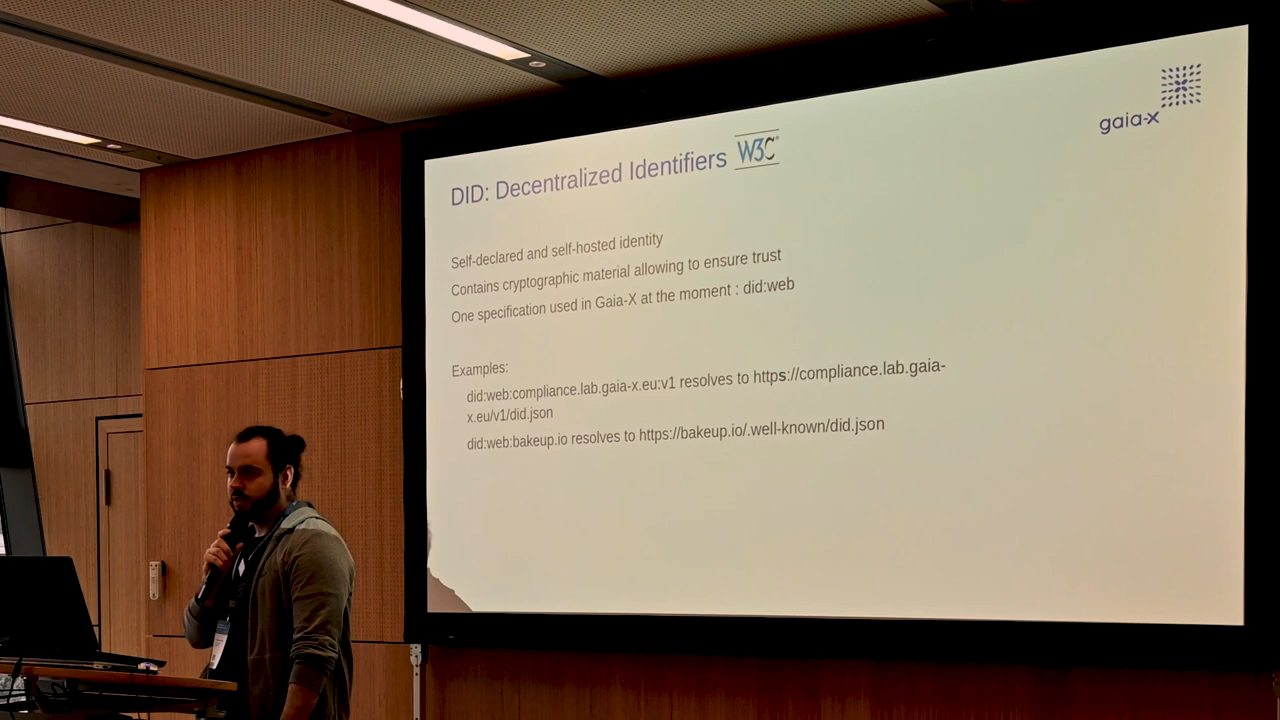 gaia-x
DID: Decentralized Identifiers W3C®
Self-declared and self-hosted identity
Contains cryptographic material allowing to ensure trust
One specification used in Gaia-X at the moment : did:web
Examples:
did:web:compliance.lab.gaia-x.eu:v1 resolves to https://compliance.lab.gaia-
x.eu/v1/did.json
did:web:bakeup.io resolves to https://bakeup.io/.well-known/did.json